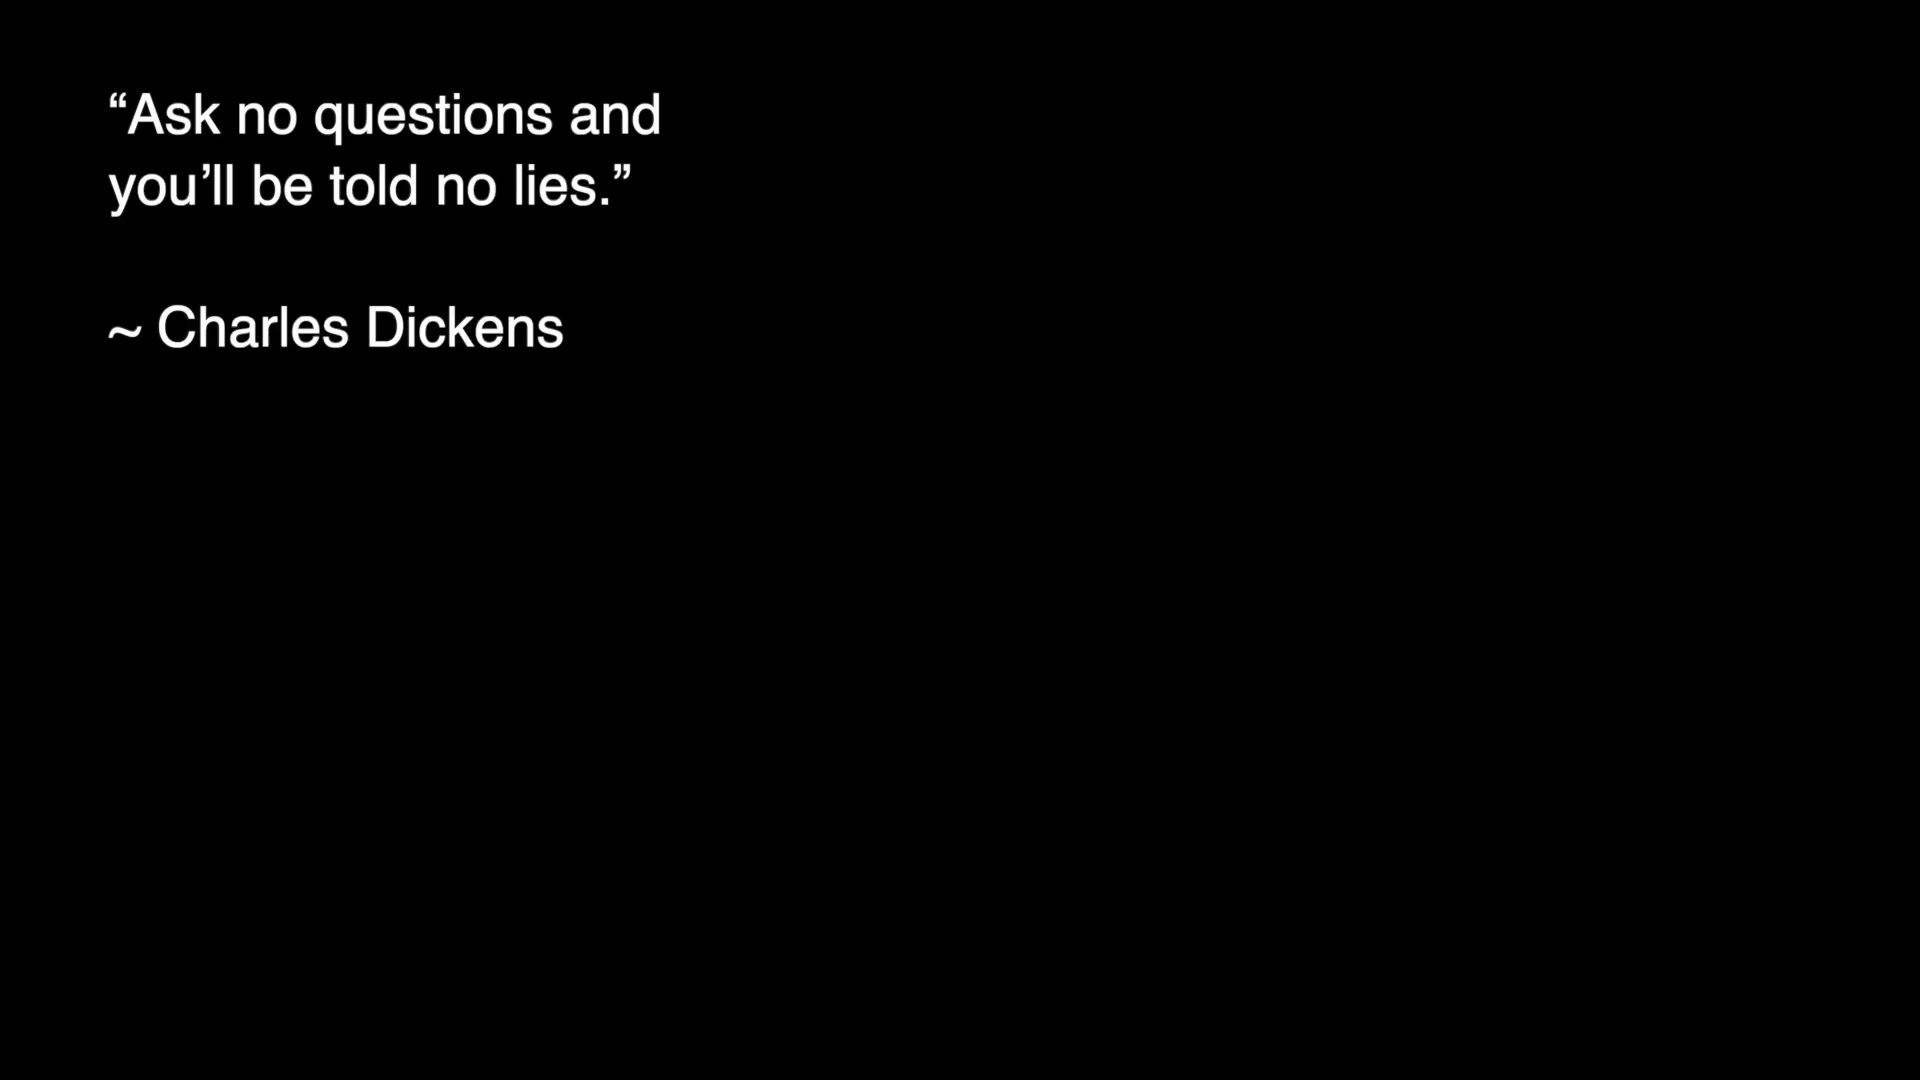 “Ask no questions and
you’ll be told no lies.”
~ Charles Dickens